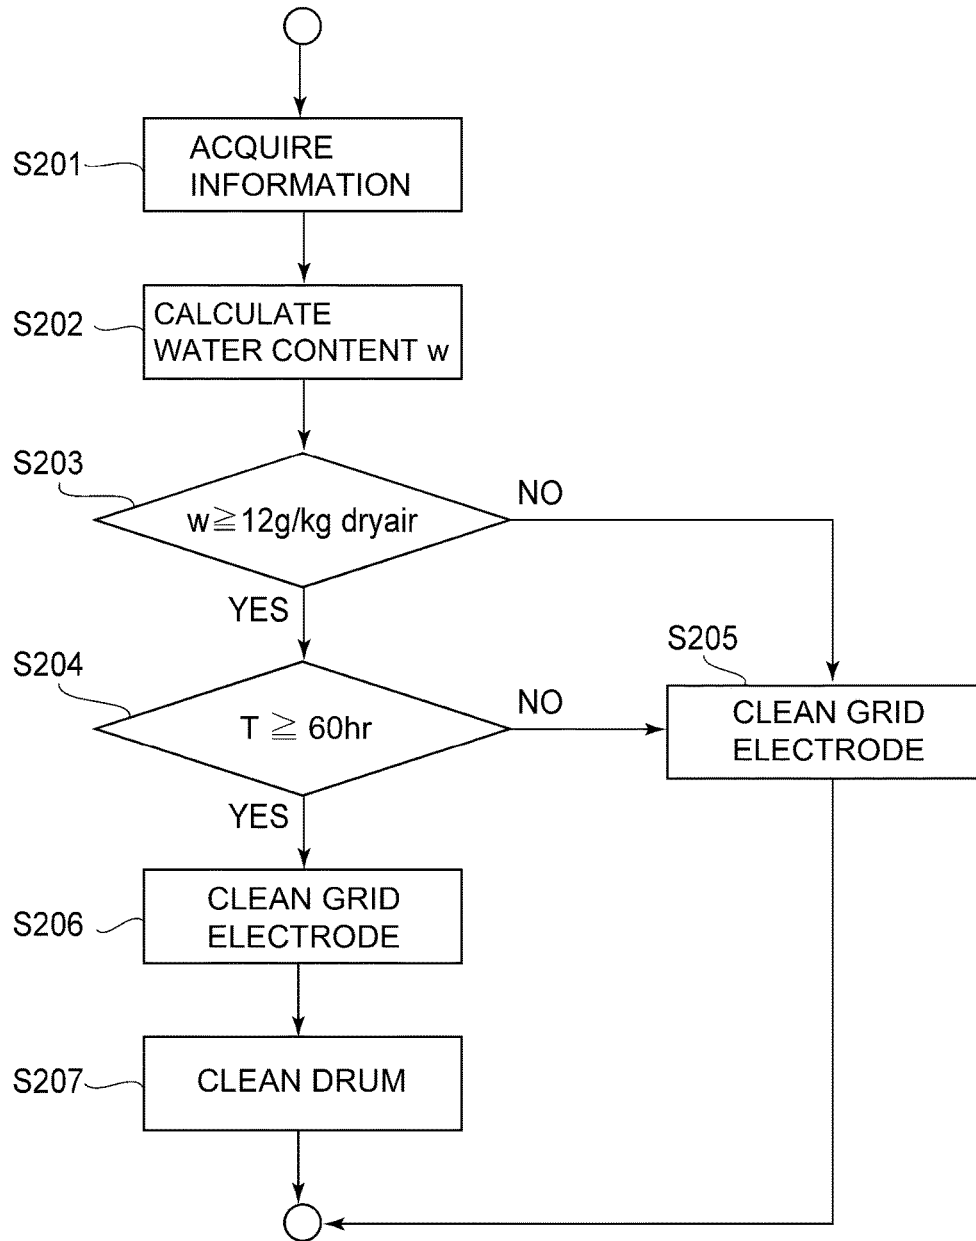 S201
ACQUIRE
INFORMATION
S202
CALCULATE
WATER CONTENT w
S203
w≧12g/kg dryair
NO
YES
S204
T ≧ 60hr
NO
S205
CLEAN GRID
ELECTRODE
YES
S206
CLEAN GRID
ELECTRODE
S207
CLEAN DRUM